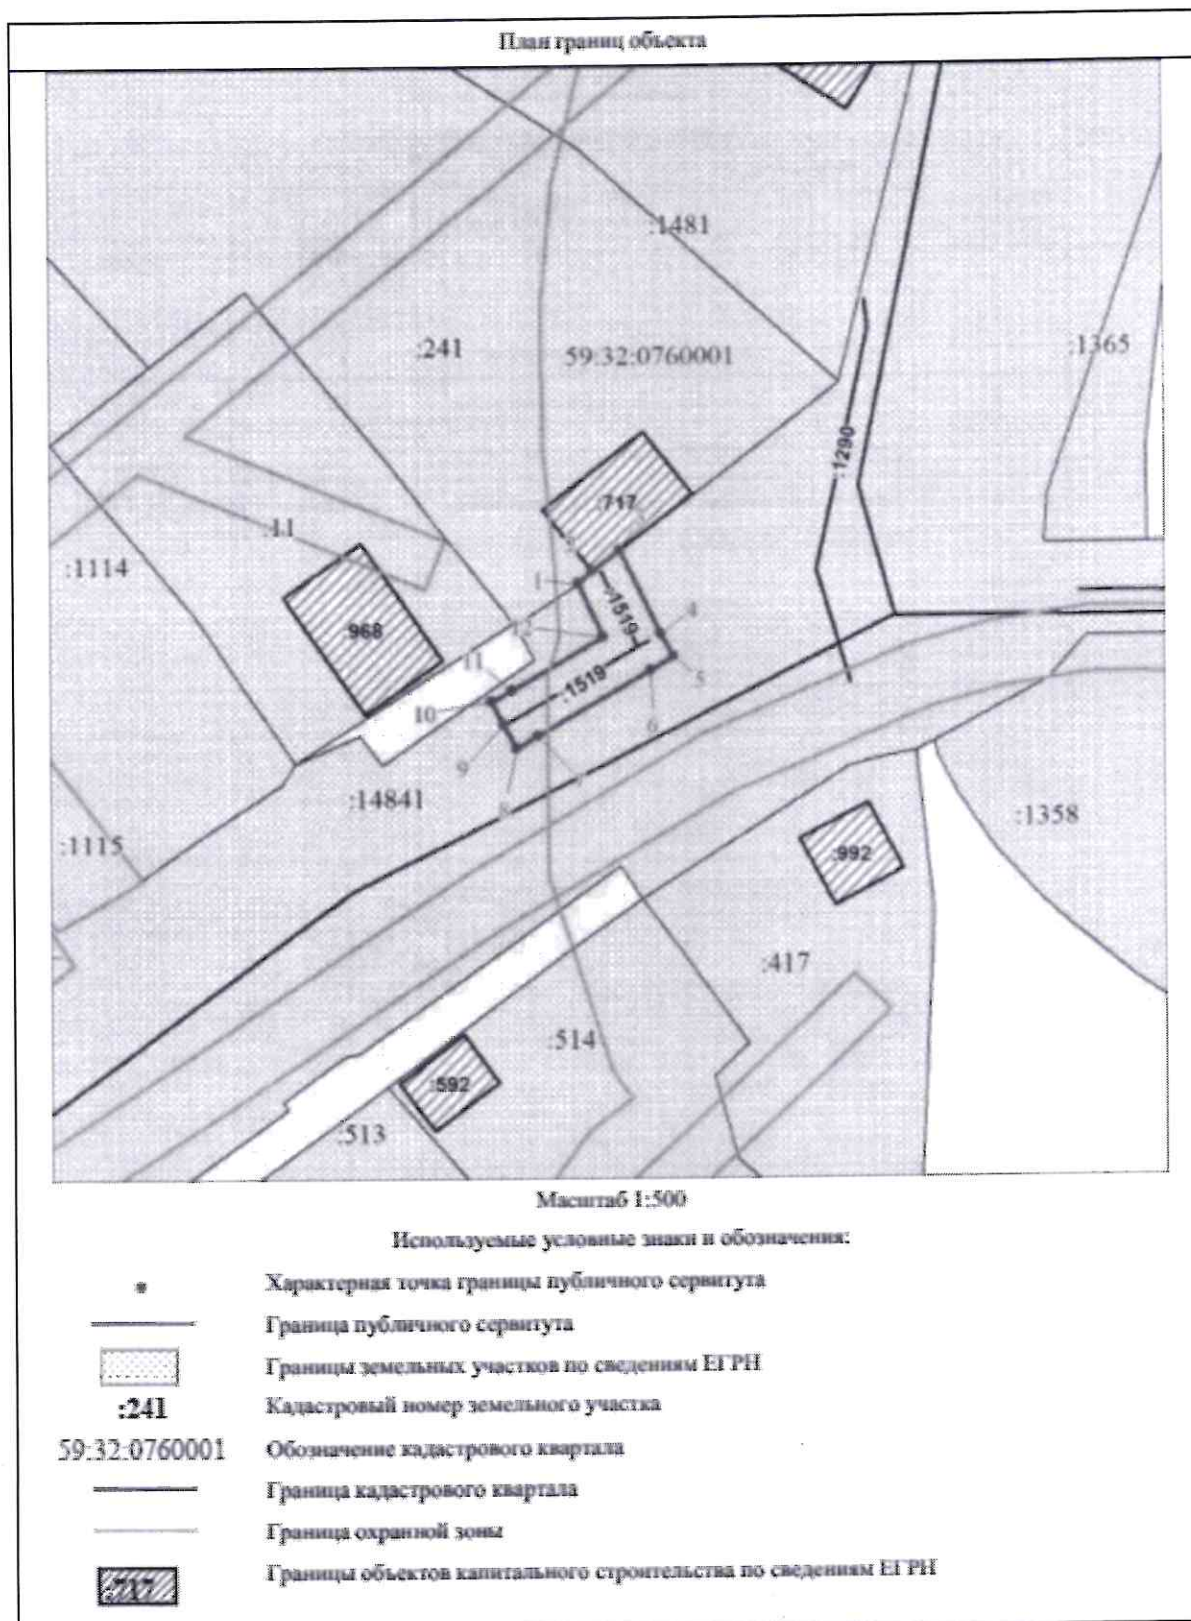 План границ объекта
:1481
:241
59:32:0760001
:1365
:1290
:717
:11
:1114
1
:1519
4
968
2
11
:1519
5
10
6
9
7
:14841
8
:1358
:1115
:992
:417
:514
:592
:513
Масштаб 1:500
Используемые условные знаки и обозначения:
Характерная точка границы публичного сервитута
Граница публичного сервитута
Границы земельных участков по сведениям ЕГРН
:241 Кадастровый номер земельного участка
59:32:0760001 Обозначение кадастрового квартала
Граница кадастрового квартала
Граница охранной зоны
:717 Границы объектов капитального строительства по сведениям ЕГРН